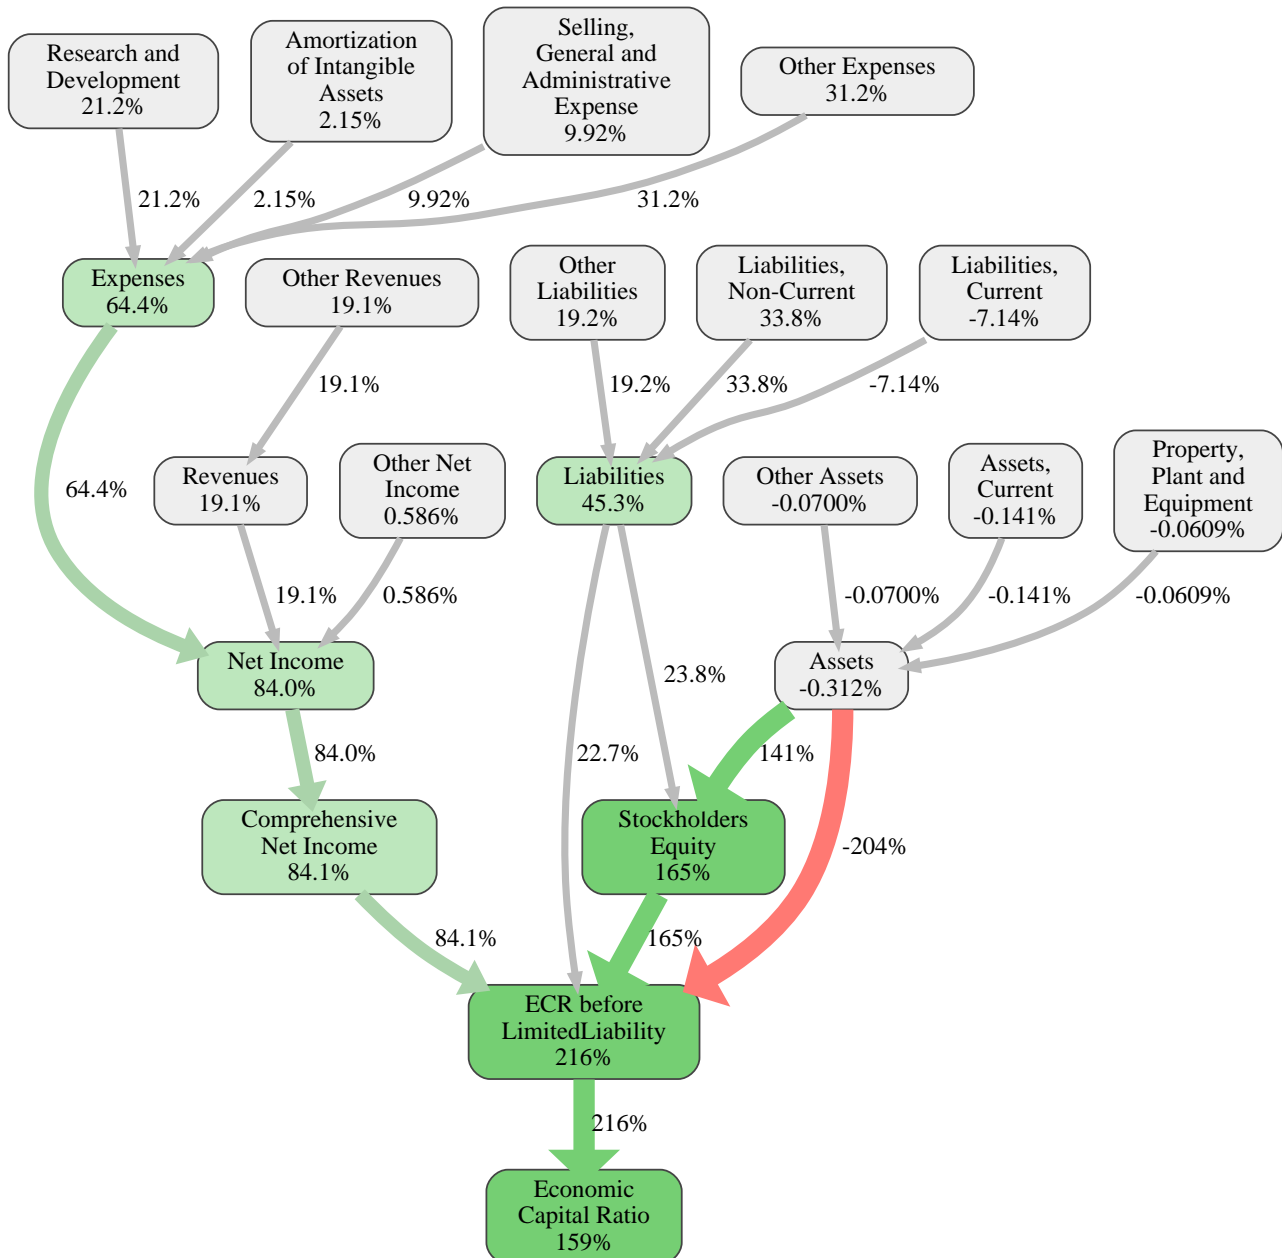 Research and
Development
21.2%
Amortization
of Intangible
Assets
2.15%
Selling,
General and
Administrative
Expense
9.92%
Other Expenses
31.2%
21.2%
2.15%
9.92%
31.2%
Expenses
64.4%
Other Revenues
19.1%
Other
Liabilities
19.2%
Liabilities,
Non-Current
33.8%
Liabilities,
Current
-7.14%
19.1%
19.2%
33.8%
-7.14%
64.4%
Revenues
19.1%
Other Net
Income
0.586%
Liabilities
45.3%
Other Assets
-0.0700%
Assets,
Current
-0.141%
Property,
Plant and
Equipment
-0.0609%
19.1%
0.586%
-0.0700%
-0.141%
-0.0609%
Net Income
84.0%
23.8%
Assets
-0.312%
84.0%
22.7%
141%
Comprehensive
Net Income
84.1%
Stockholders
Equity
165%
-204%
84.1%
165%
ECR before
LimitedLiability
216%
216%
Economic
Capital Ratio
159%